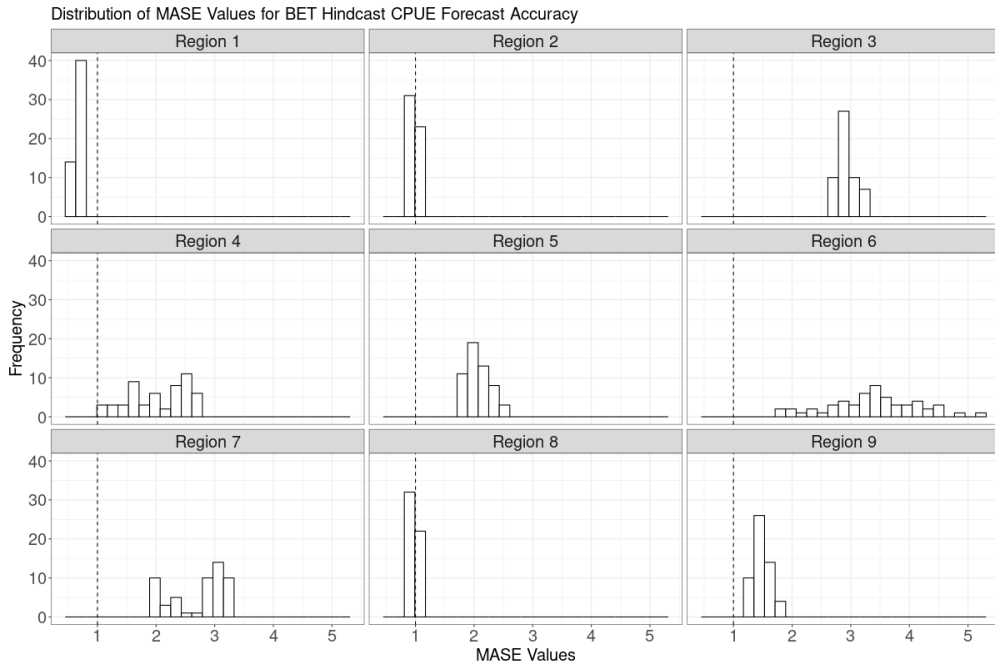 Distribution of MASE Values for BET Hindcast CPUE Forecast Accuracy
Region 1 Region 2 Region 3
40
30
20
10
0
Region 4 Region 5 Region 6
40
30
20
10
0
Region 7 Region 8 Region 9
40
30
20
10
0
1 2 3 4 5 1 2 3 4 5 1 2 3 4 5
Frequency
MASE Values